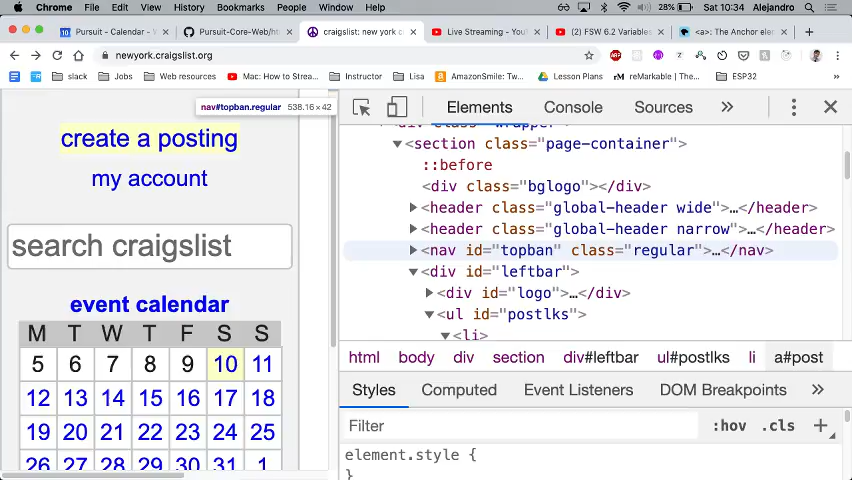 Chrome File Edit View History Bookmarks People Window Help 28% Sat 10:34 Alejandro
Pursuit - Calendar - V Pursuit-Core-Web/ht craigslist: new york c Live Streaming - YouT (2) FSW 6.2 Variables <a>: The Anchor ele
newyork.craigslist.org
slack Jobs Web: How to Strea... Instructor Lisa AmazonSmile: Tw... Lesson Plans reMarkable | The... ESP32
nav#topban.regular 538.16 × 42
create a posting
my account
search craigslist
event calendar
M T W T F S S
5 6 7 8 9 10 11
12 13 14 15 16 17 18
19 20 21 22 23 24 25
26 27 28 29 30 31 1
Elements Console Sources
<section class="page-container">
::before
<div class="bglogo"></div>
<header class="global-header wide">…</header>
<header class="global-header narrow">…</header>
<nav id="topban" class="regular">…</nav>
<div id="leftbar">
<div id="logo">…</div>
<ul id="postlks">
<li>
html body div section div#leftbar ul#postlks li a#post
Styles Computed Event Listeners DOM Breakpoints
Filter :hov .cls
element.style {
}